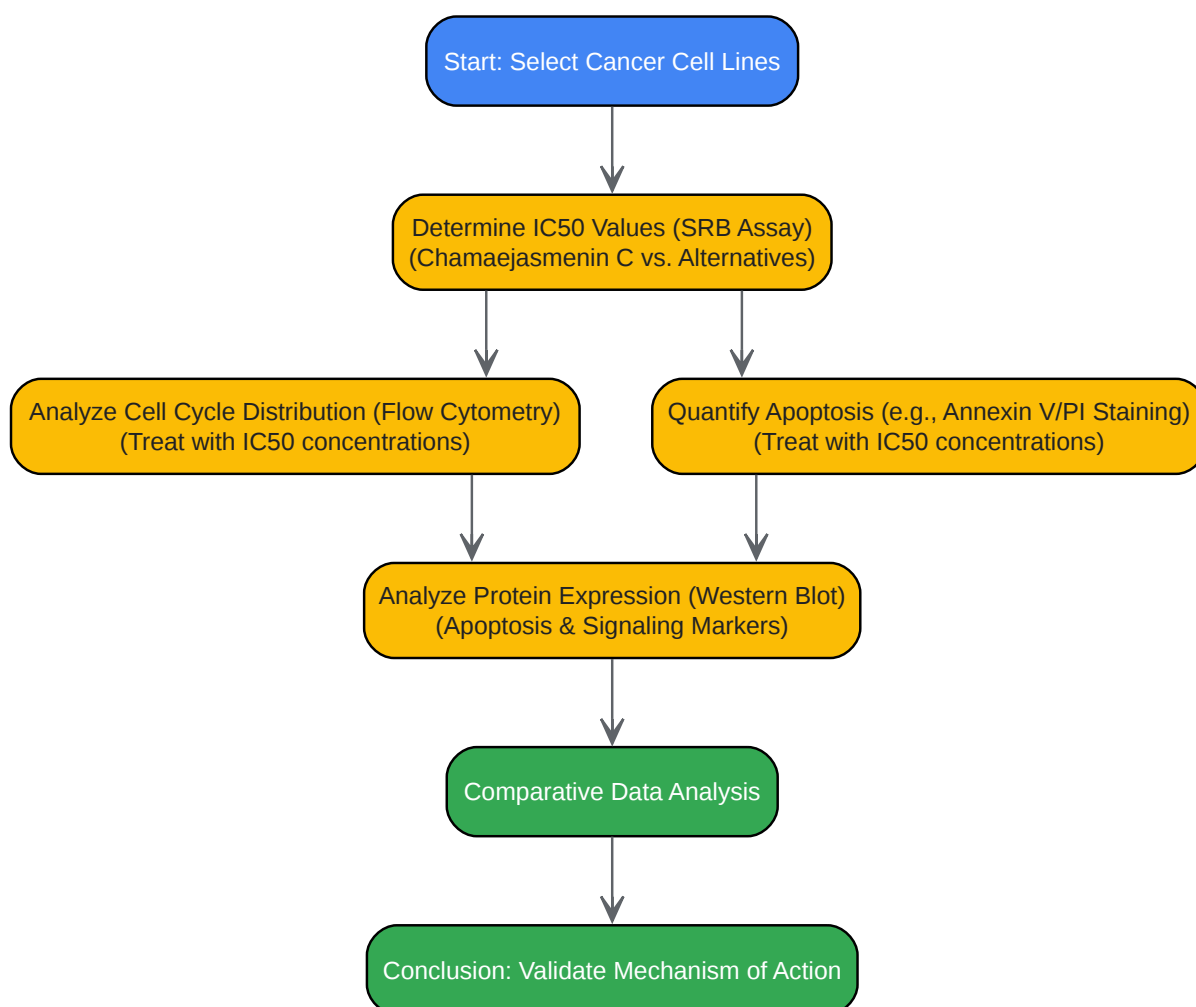 Start: Select Cancer Cell Lines
Determine IC50 Values (SRB Assay)
(Chamaejasmenin C vs. Alternatives)
Analyze Cell Cycle Distribution (Flow Cytometry)
(Treat with IC50 concentrations)
Quantify Apoptosis (e.g., Annexin V/PI Staining)
(Treat with IC50 concentrations)
Analyze Protein Expression (Western Blot)
(Apoptosis & Signaling Markers)
Comparative Data Analysis
Conclusion: Validate Mechanism of Action